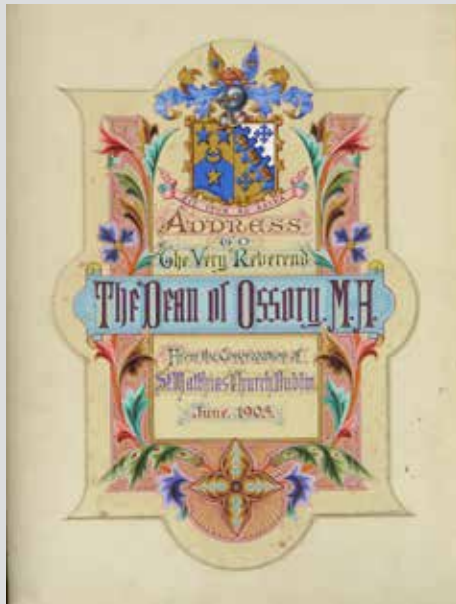 ADDRESS
TO
The Very Reverend
The Dean of Ossory. M.A.
From the Congregation of
St. Matthias Church, Dublin.
June. 1905.